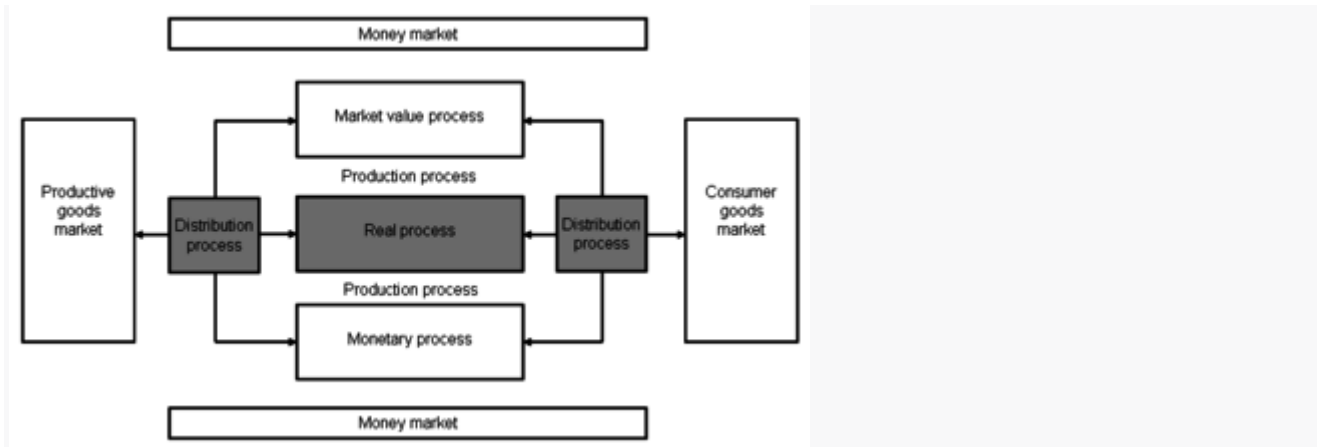 Money market
Market value process
Production process
Productive
goods
market
Distribution
process
Real process
Distribution
process
Consumer
goods
market
Production process
Monetary process
Money market